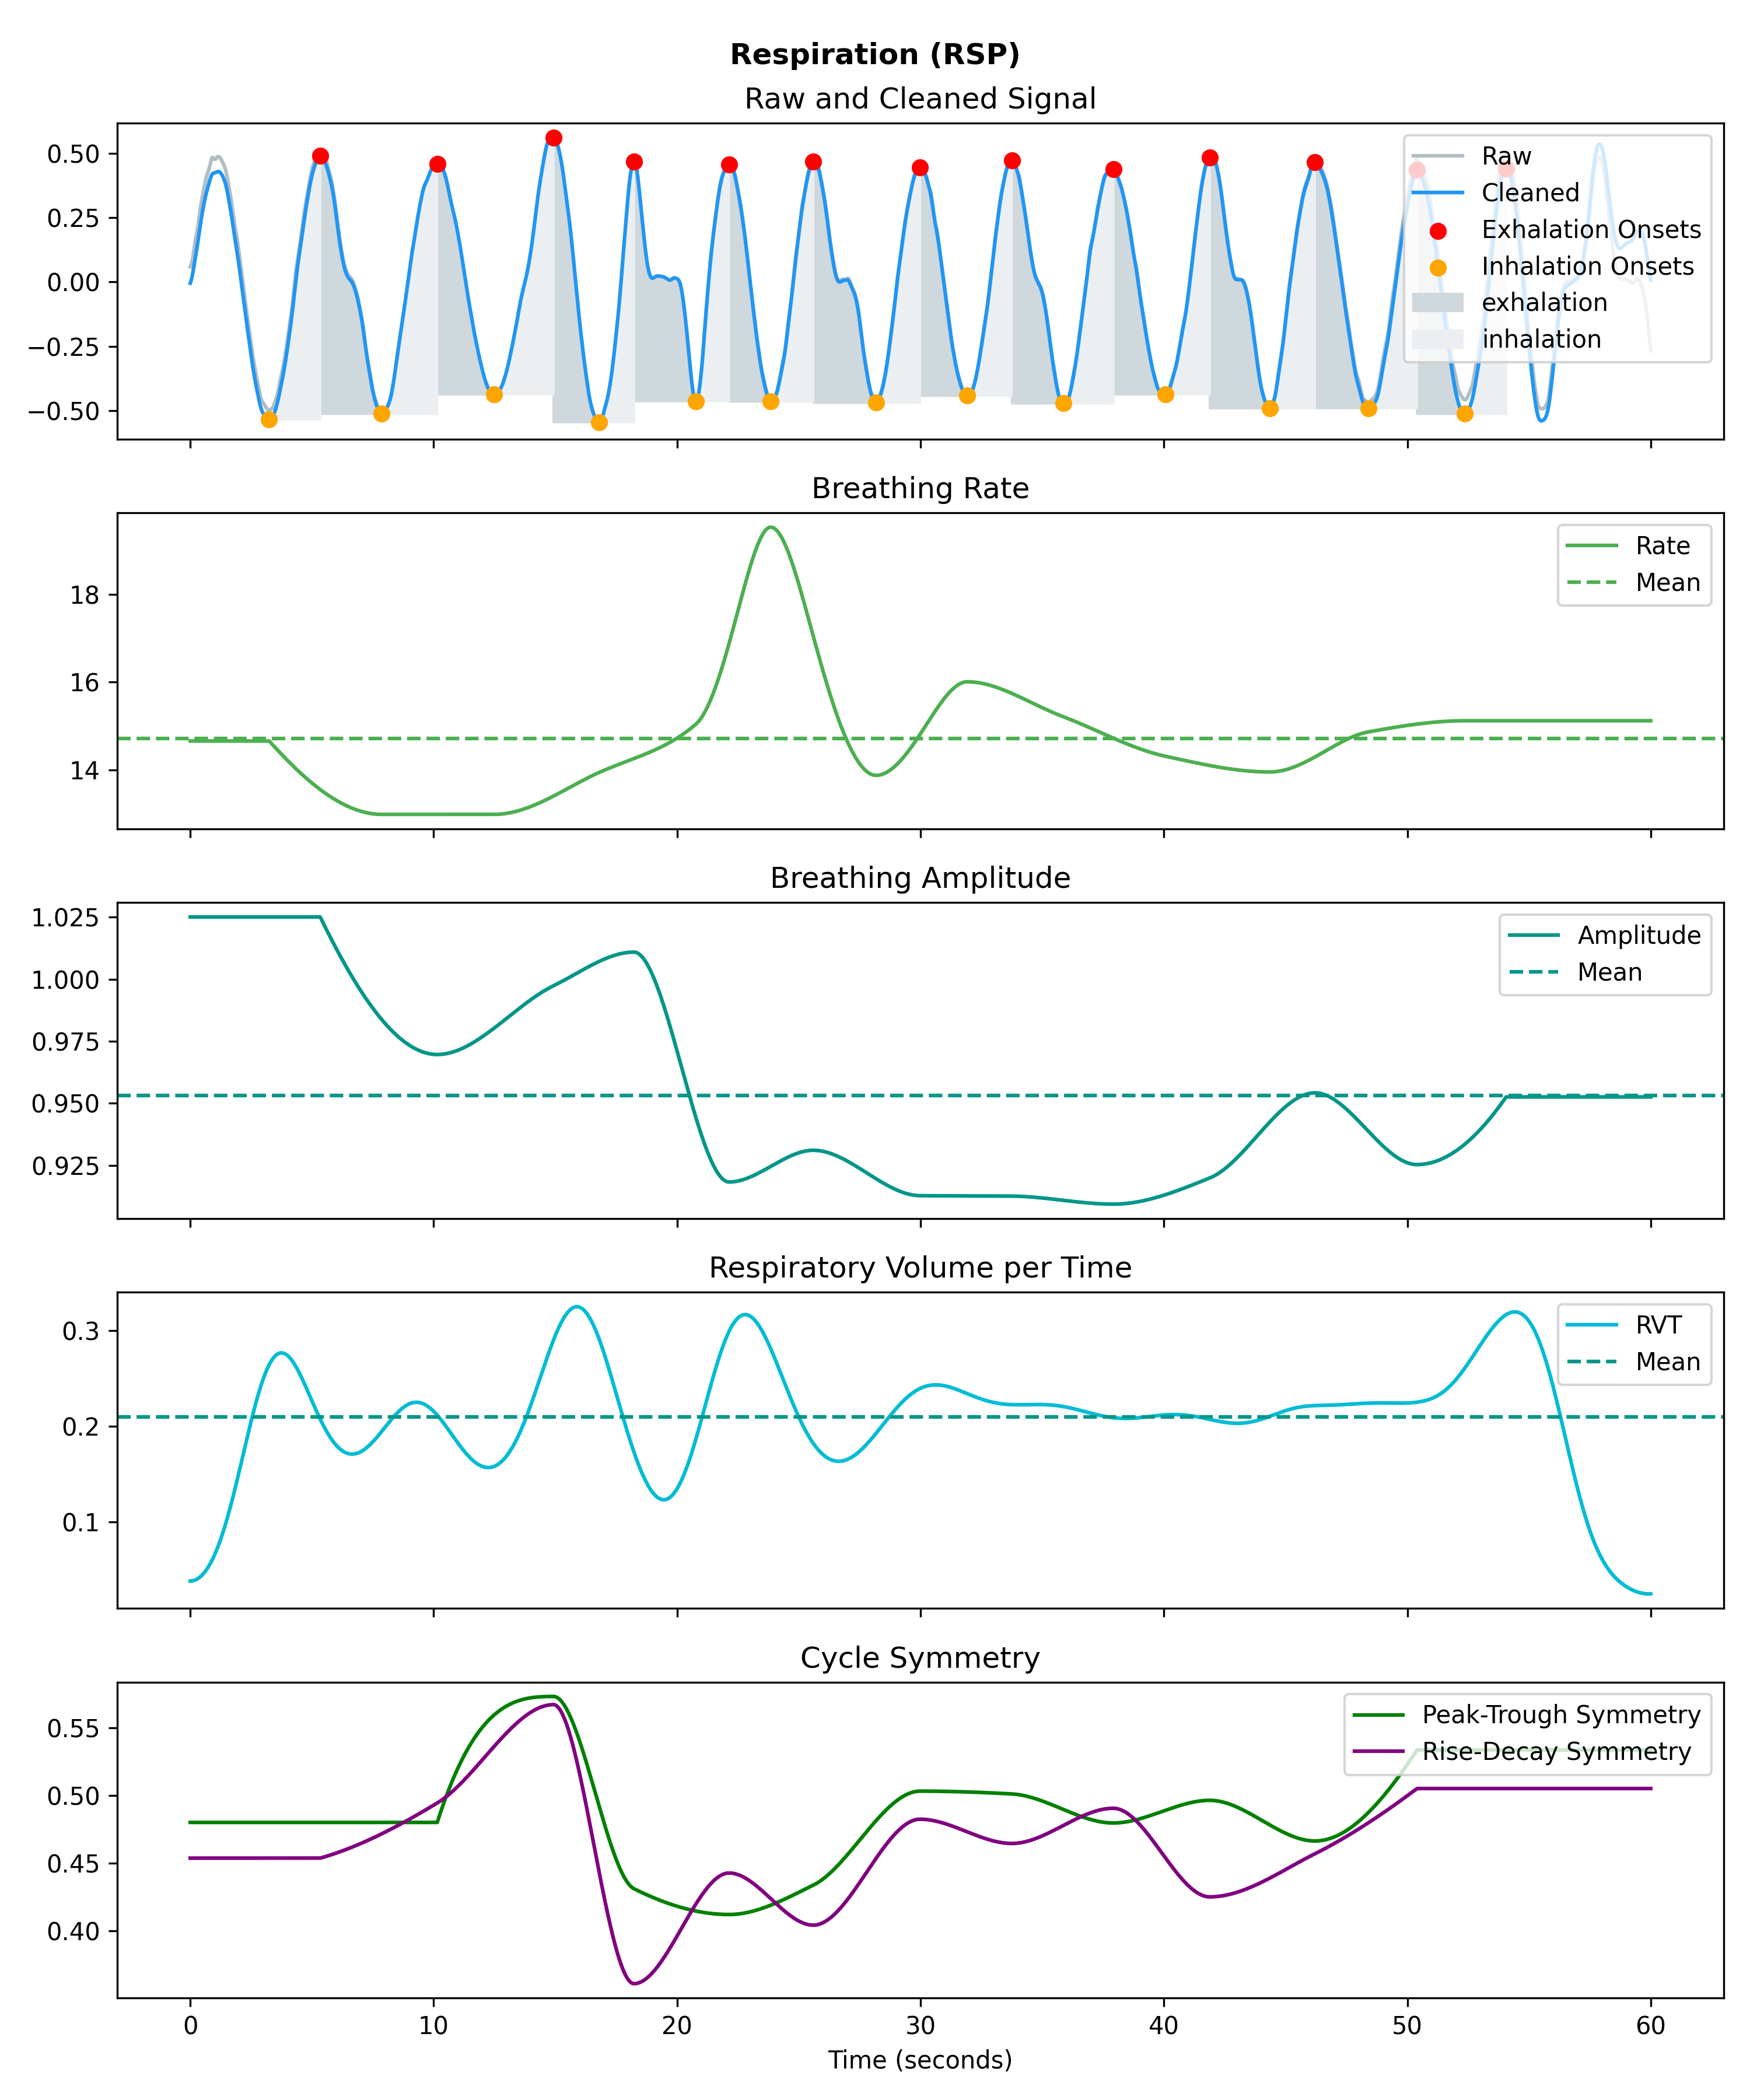 Respiration (RSP)
Raw and Cleaned Signal
0.50
0.25
0.00
−0.25
−0.50
Raw
Cleaned
Exhalation Onsets
Inhalation Onsets
exhalation
inhalation
Breathing Rate
18
16
14
Rate
Mean
Breathing Amplitude
1.025
1.000
0.975
0.950
0.925
Amplitude
Mean
Respiratory Volume per Time
0.3
0.2
0.1
RVT
Mean
Cycle Symmetry
0.55
0.50
0.45
0.40
Peak-Trough Symmetry
Rise-Decay Symmetry
0 10 20 30 40 50 60
Time (seconds)